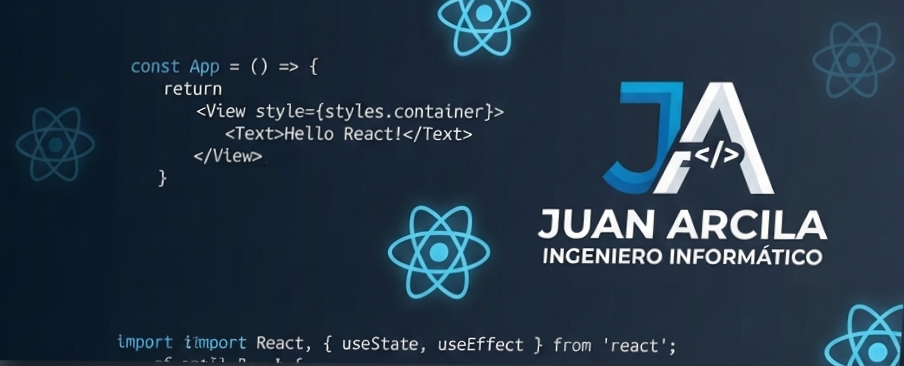 const App = () => {
return
<View style={styles.container}>
<Text>Hello React!</Text>
</View>
}
JA
</>
JUAN ARCILA
INGENIERO INFORMÁTICO
import import React, { useState, useEffect } from 'react';